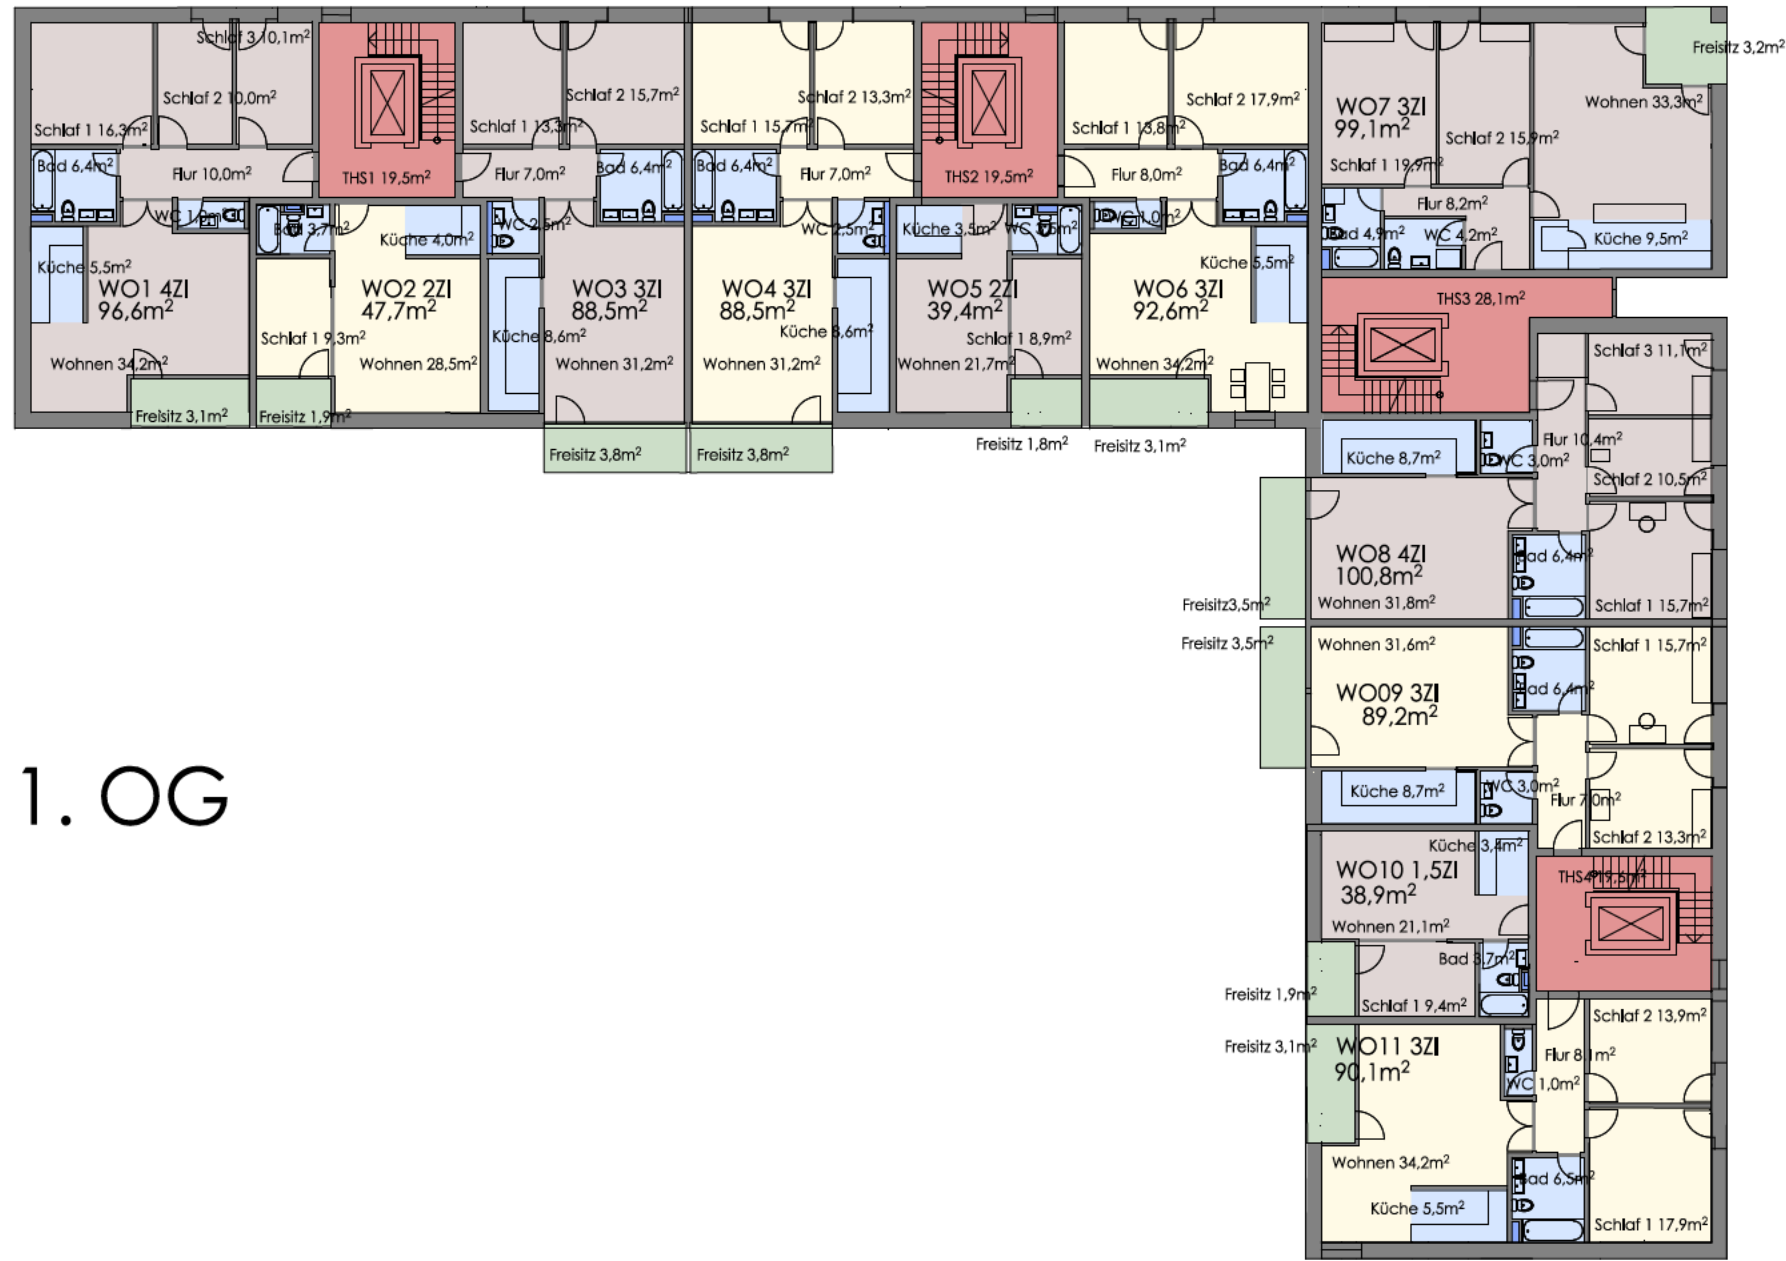 Schlaf 3 10,1m²
Schlaf 2 10,0m²
Schlaf 1 16,3m²
Bad 6,4m²
Flur 10,0m²
THS1 19,5m²
Küche 5,5m²
WO1 4ZI
96,6m²
Wohnen 34,2m²
Freisitz 3,1m²
Bad 3,7m²
Küche 4,0m²
WO2 2ZI
47,7m²
Schlaf 1 9,3m²
Wohnen 28,5m²
Freisitz 1,9m²
Schlaf 2 15,7m²
Schlaf 1 13,3m²
Flur 7,0m²
Bad 6,4m²
WC 2,5m²
WO3 3ZI
88,5m²
Küche 8,6m²
Wohnen 31,2m²
Freisitz 3,8m²
Schlaf 2 13,3m²
Schlaf 1 15,7m²
Bad 6,4m²
Flur 7,0m²
WC 2,5m²
WO4 3ZI
88,5m²
Küche 8,6m²
Wohnen 31,2m²
Freisitz 3,8m²
THS2 19,5m²
Küche 3,5m²
WO5 2ZI
39,4m²
Schlaf 1 8,9m²
Wohnen 21,7m²
Freisitz 1,8m²
Schlaf 2 17,9m²
Schlaf 1 13,8m²
Flur 8,0m²
Bad 6,4m²
WC 1,0m²
Küche 5,5m²
WO6 3ZI
92,6m²
Wohnen 34,2m²
Freisitz 3,1m²
Freisitz 3,2m²
Wohnen 33,3m²
WO7 3ZI
99,1m²
Schlaf 2 15,9m²
Schlaf 1 19,9m²
Flur 8,2m²
Bad 4,9m²
WC 4,2m²
Küche 9,5m²
THS3 28,1m²
Schlaf 3 11,1m²
Flur 10,4m²
Küche 8,7m²
WC 3,0m²
Schlaf 2 10,5m²
WO8 4ZI
100,8m²
Bad 6,4m²
Freisitz3,5m²
Wohnen 31,8m²
Schlaf 1 15,7m²
Freisitz 3,5m²
Wohnen 31,6m²
Schlaf 1 15,7m²
WO09 3ZI
89,2m²
Bad 6,4m²
Küche 8,7m²
WC 3,0m²
Flur 7,0m²
Schlaf 2 13,3m²
1. OG
Küche 3,4m²
WO10 1,5ZI
38,9m²
THS4 19,6m²
Wohnen 21,1m²
Bad 3,7m²
Freisitz 1,9m²
Schlaf 1 9,4m²
Schlaf 2 13,9m²
Freisitz 3,1m²
WO11 3ZI
90,1m²
Flur 8,1m²
WC 1,0m²
Wohnen 34,2m²
Bad 6,5m²
Küche 5,5m²
Schlaf 1 17,9m²